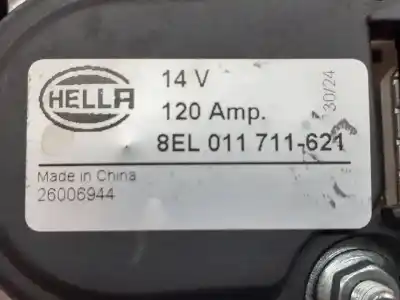 HELLA
14 V
120 Amp.
8EL 011 711-621
30/24
Made in China
26006944